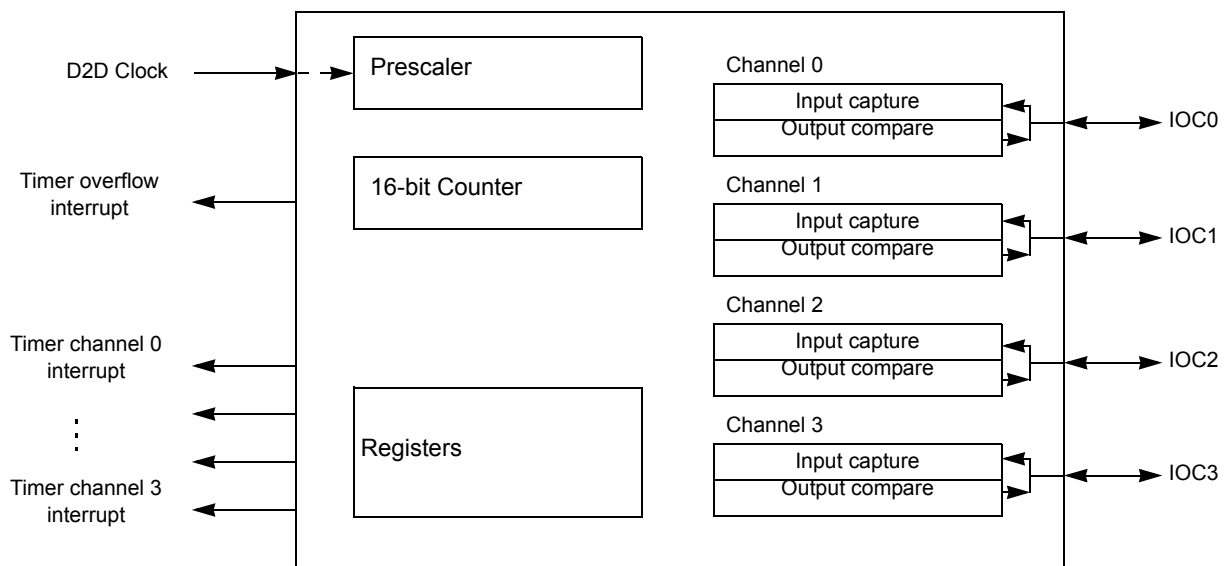 D2D Clock
Timer overflow
interrupt
Timer channel 0
interrupt
Timer channel 3
interrupt
Prescaler
16-bit Counter
Registers
Channel 0
Input capture
Output compare
IOC0
Channel 1
Input capture
Output compare
IOC1
Channel 2
Input capture
Output compare
IOC2
Channel 3
Input capture
Output compare
IOC3